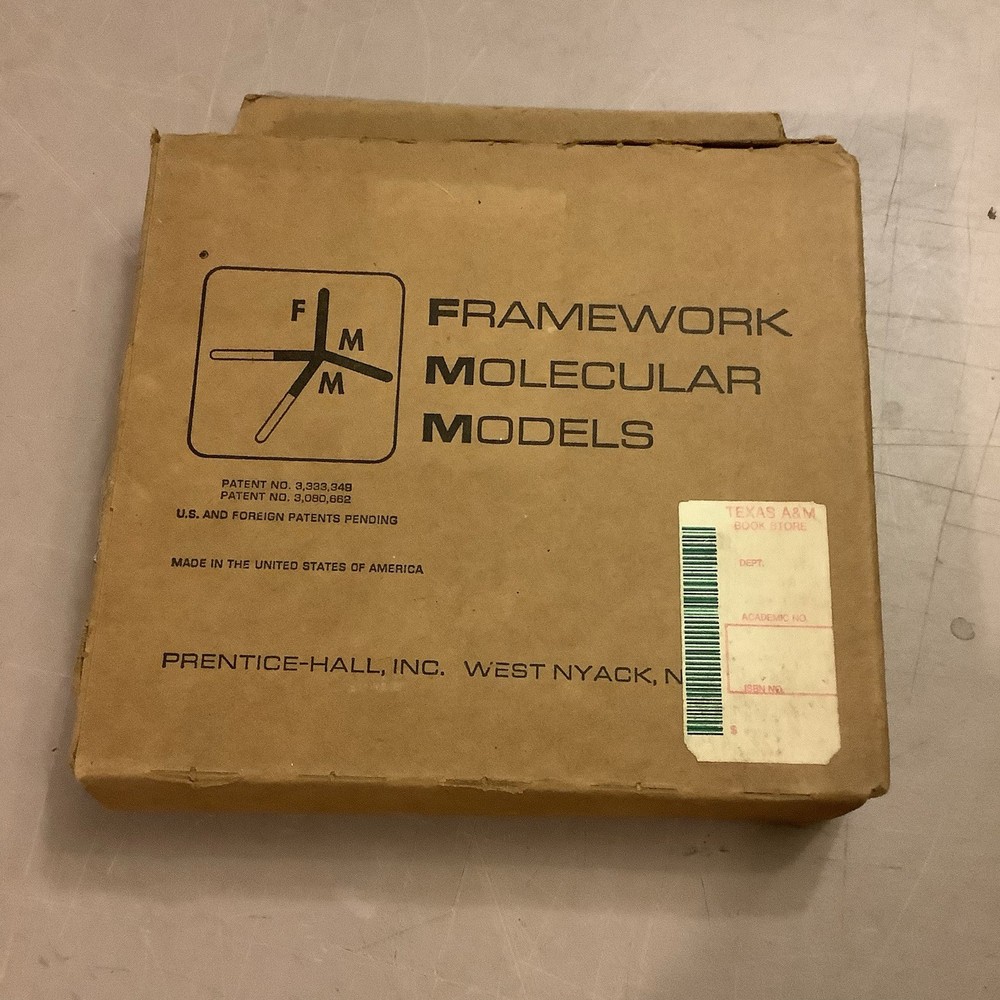 F
M
M
FRAMEWORK
MOLECULAR
MODELS
PATENT NO. 3,333,349
PATENT NO. 3,080,662
U.S. AND FOREIGN PATENTS PENDING
MADE IN THE UNITED STATES OF AMERICA
PRENTICE-HALL, INC. WEST NYACK, N
TEXAS A&M
BOOK STORE
DEPT.
ACADEMIC NO.
ISBN NO.
$